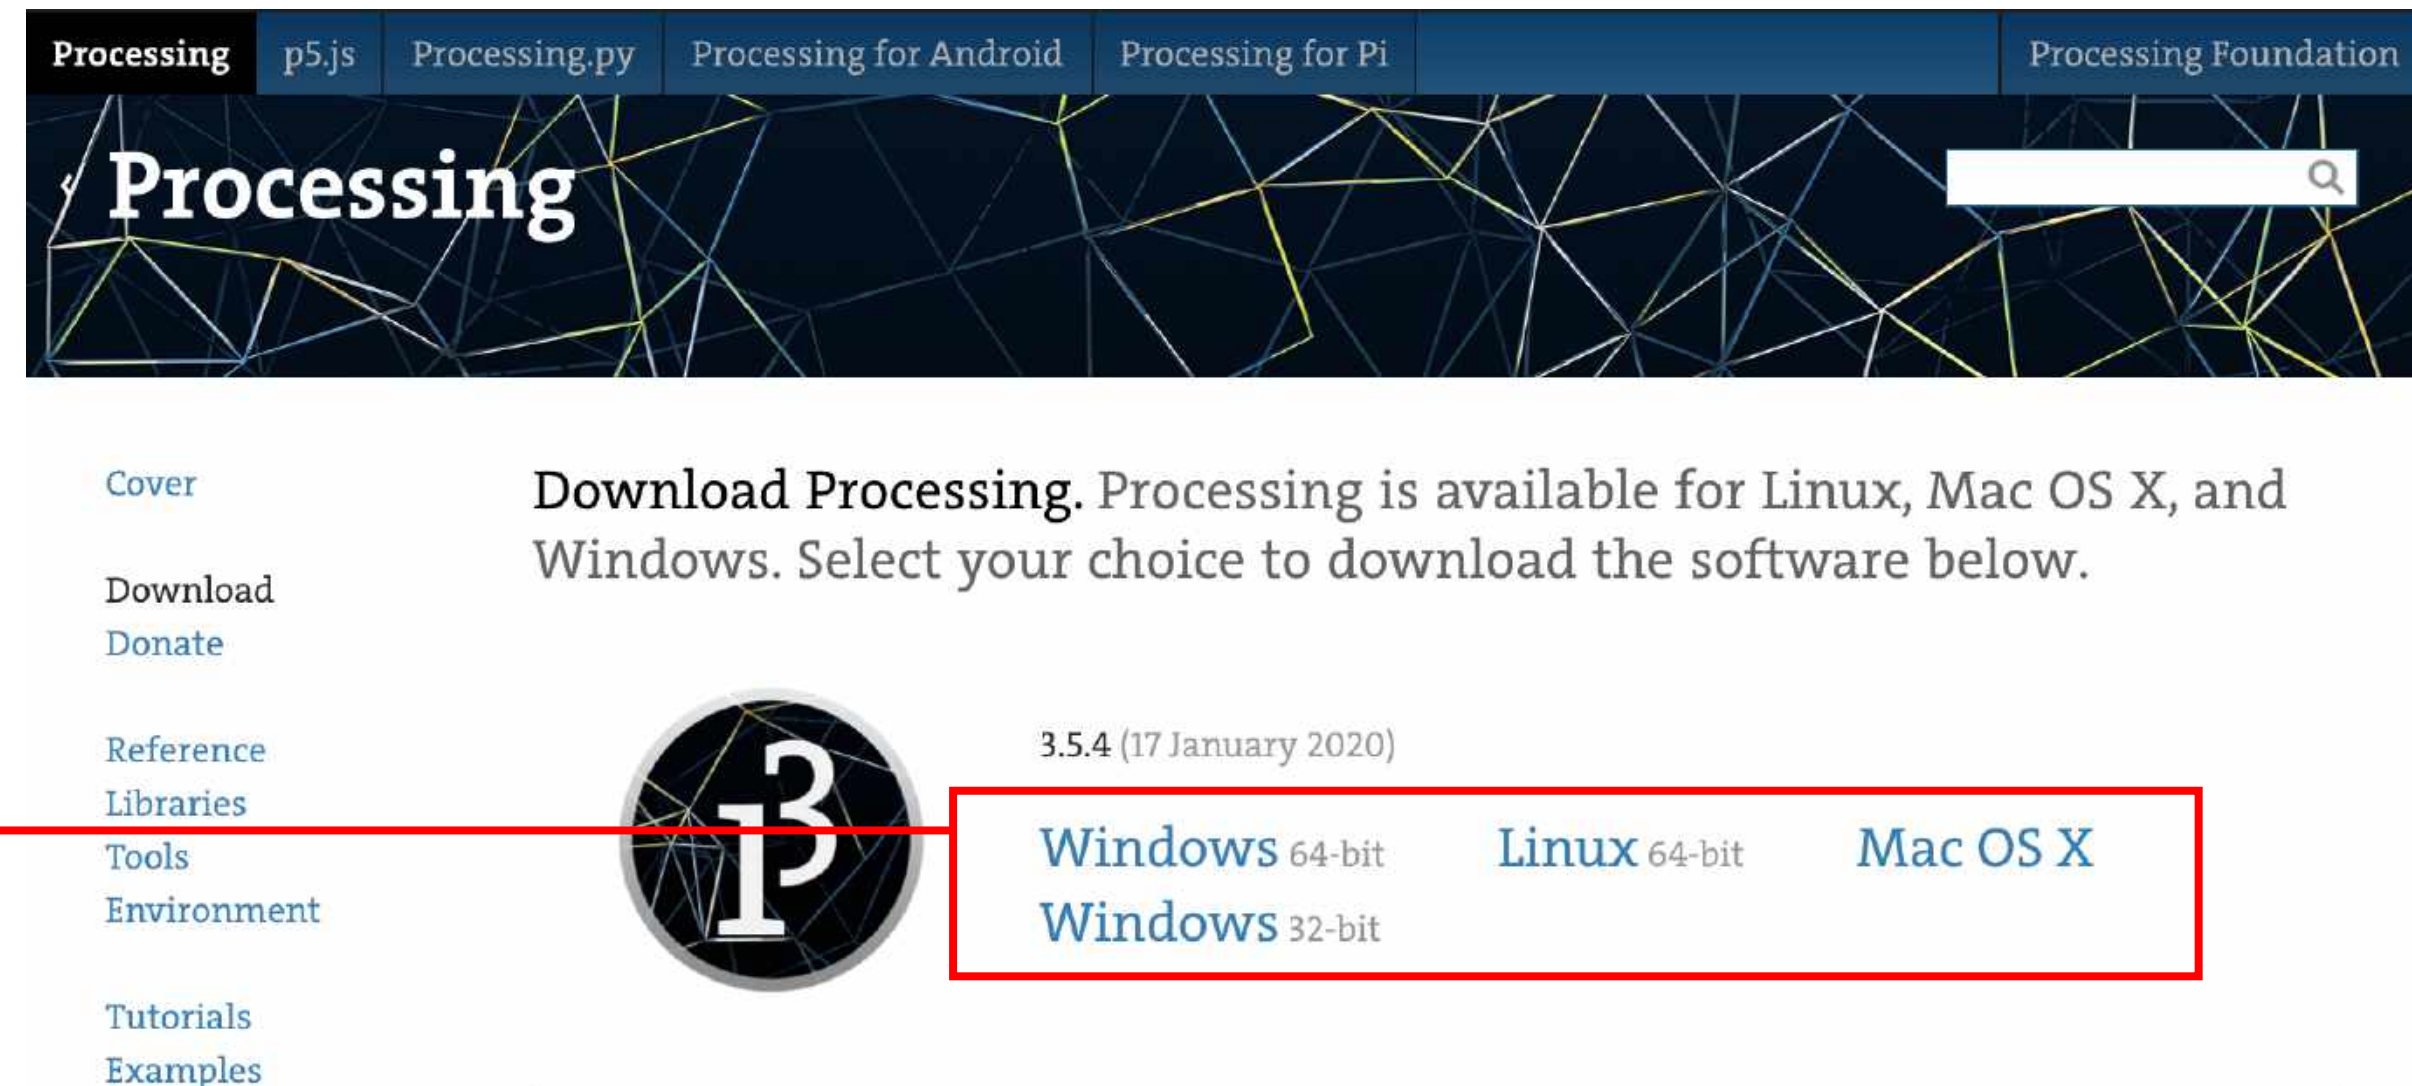 Processing
p5.js
Processing.py
Processing for Android
Processing for Pi
Processing Foundation
Processing
Cover
Download
Donate
Reference
Libraries
Tools
Environment
Tutorials
Examples
Download Processing. Processing is available for Linux, Mac OS X, and
Windows. Select your choice to download the software below.
3
P
3.5.4 (17 January 2020)
Windows 64-bit
Linux 64-bit
Mac OS X
Windows 32-bit